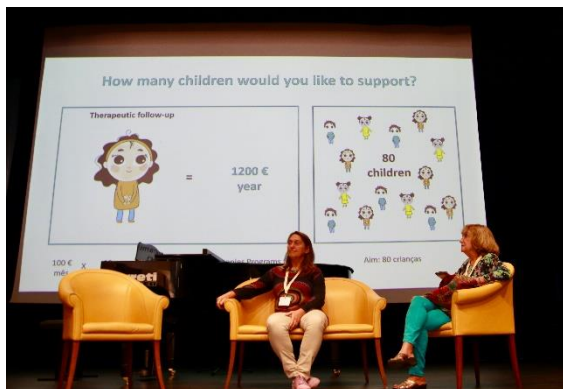 How many children would you like to support?
Therapeutic follow-up
=
1200 €
year
80
children
100 € x
mês
Programs
Aim: 80 crianças